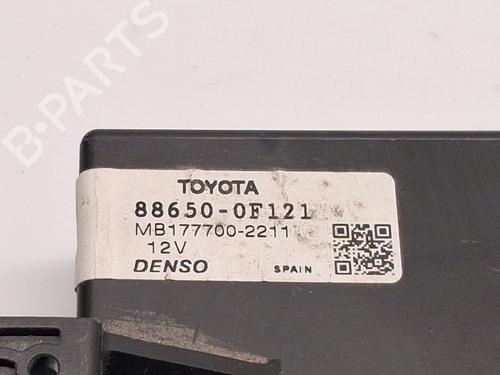 B-PARTS
TOYOTA
88650-0F121
MB177700-2211
12V
DENSO SPAIN